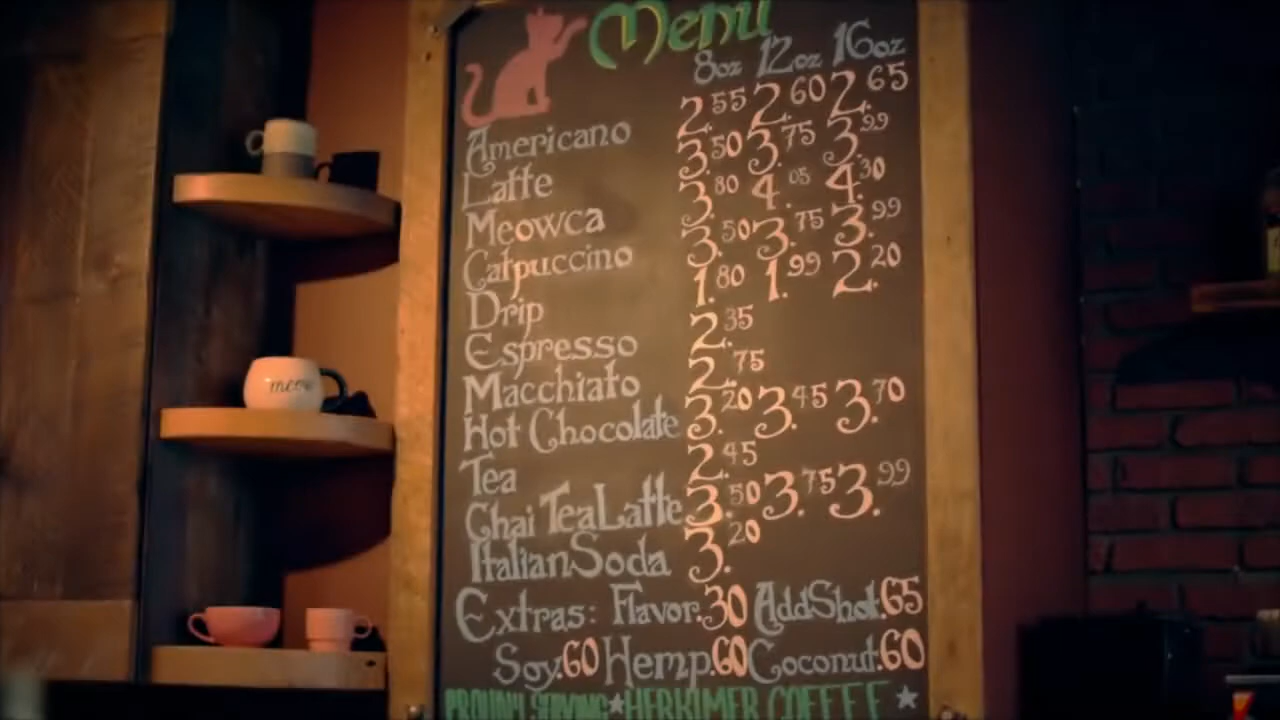 Menu
8oz 12oz 16oz
Americano 2.55 2.60 2.65
Latte 3.50 3.75 3.99
Meowca 3.80 4.05 4.30
Catpuccino 3.50 3.75 3.99
Drip 1.80 1.99 2.20
Espresso 2.35
Macchiato 2.75
Hot Chocolate 3.20 3.45 3.70
Tea 2.45
Chai Tea Latte 3.50 3.75 3.99
Italian Soda 3.20
Extras: Flavor .30 Add Shot .65
Soy .60 Hemp .60 Coconut .60
PROUDLY SERVING ★ HERKIMER COFFEE ★
meow